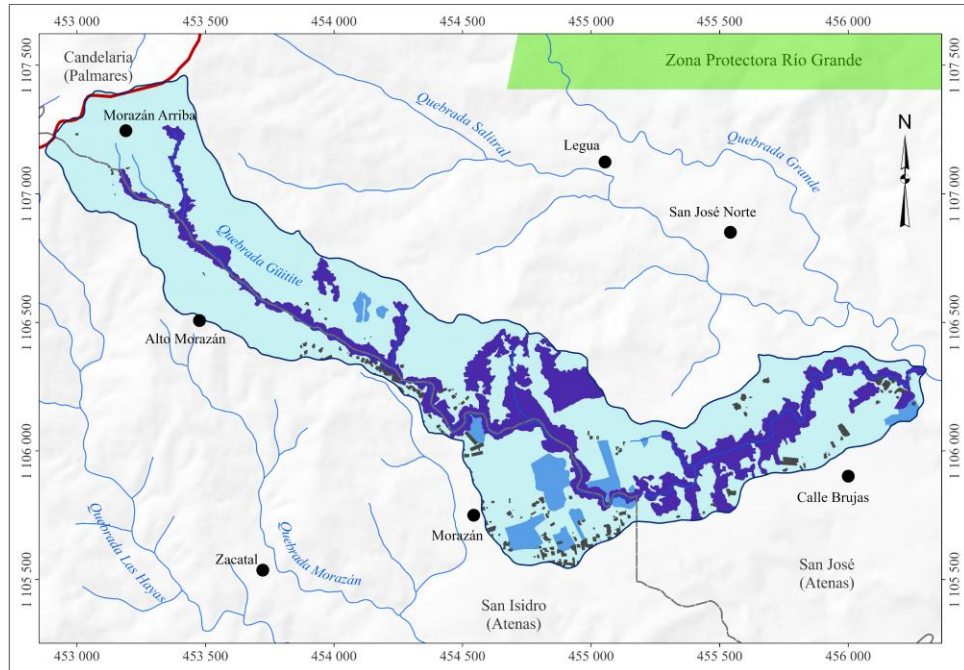 453 000 453 500 454 000 454 500 455 000 455 500 456 000
Candelaria
(Palmares)
Zona Protectora Río Grande
Morazán Arriba
Quebrada Salitral
Legua
Quebrada Grande
N
San José Norte
Quebrada Güitite
Alto Morazán
Calle Brujas
Morazán
Quebrada Las Hayas
Zacatal
Quebrada Morazán
San José
(Atenas)
San Isidro
(Atenas)
1 107 500
1 107 000
1 106 500
1 106 000
1 105 500
1 107 500
1 107 000
1 106 500
1 106 000
1 105 500
453 000 453 500 454 000 454 500 455 000 455 500 456 000